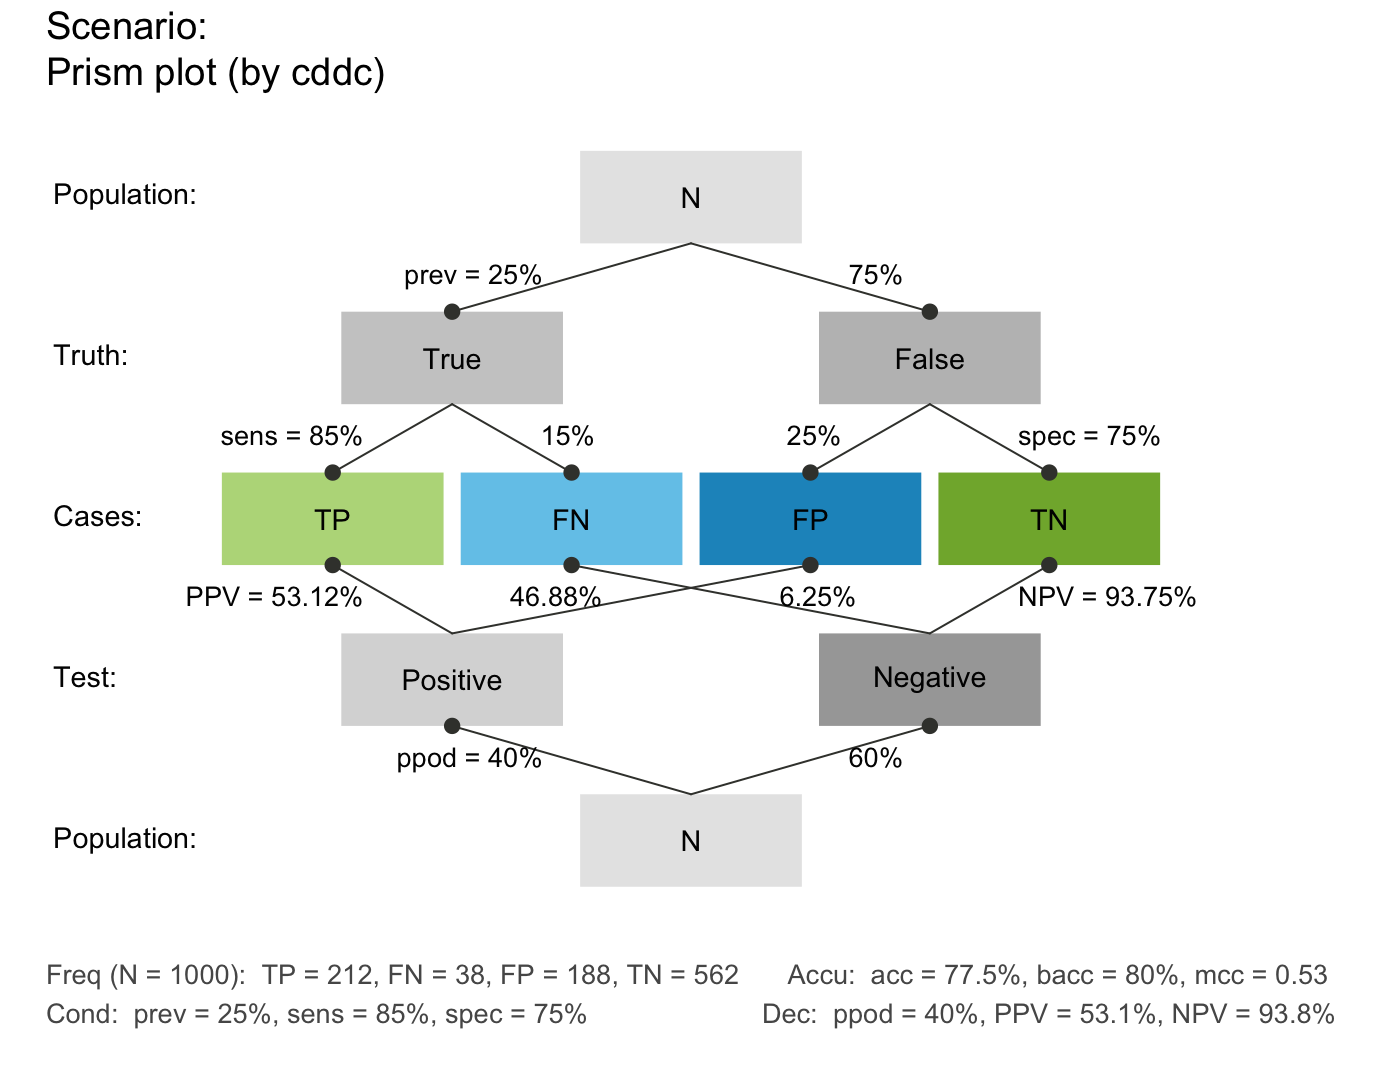 Scenario:
Prism plot (by cddc)
Population:
N
prev = 25%
75%
Truth:
True
False
sens = 85%
15%
25%
spec = 75%
Cases:
TP
FN
FP
TN
PPV = 53.12%
46.88%
6.25%
NPV = 93.75%
Test:
Positive
Negative
ppod = 40%
60%
Population:
N
Freq (N = 1000):  TP = 212, FN = 38, FP = 188, TN = 562
Accu:  acc = 77.5%, bacc = 80%, mcc = 0.53
Cond:  prev = 25%, sens = 85%, spec = 75%
Dec:  ppod = 40%, PPV = 53.1%, NPV = 93.8%